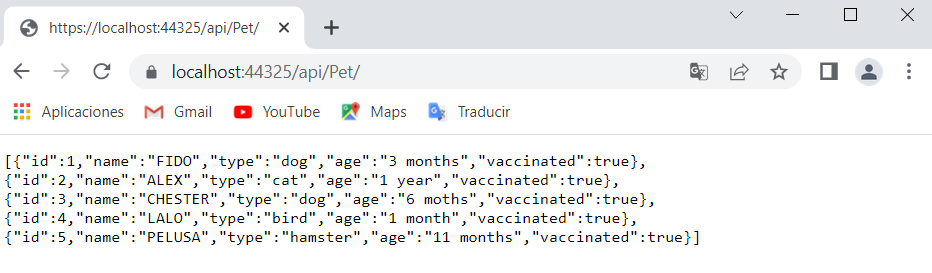 https://localhost:44325/api/Pet/
localhost:44325/api/Pet/
Aplicaciones Gmail YouTube Maps Traducir
[{"id":1,"name":"FIDO","type":"dog","age":"3 months","vaccinated":true},
{"id":2,"name":"ALEX","type":"cat","age":"1 year","vaccinated":true},
{"id":3,"name":"CHESTER","type":"dog","age":"6 moths","vaccinated":true},
{"id":4,"name":"LALO","type":"bird","age":"1 month","vaccinated":true},
{"id":5,"name":"PELUSA","type":"hamster","age":"11 months","vaccinated":true}]